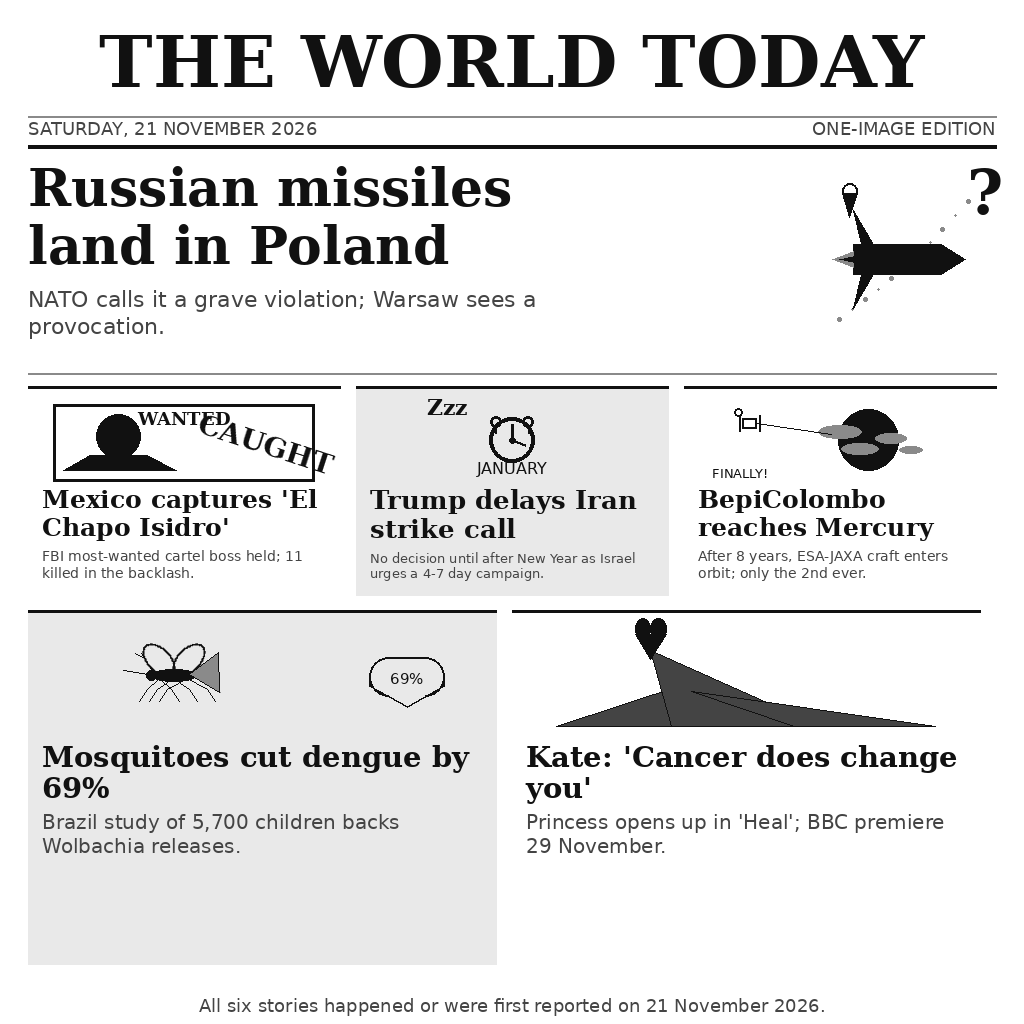 THE WORLD TODAY
SATURDAY, 21 NOVEMBER 2026
ONE-IMAGE EDITION
Russian missiles
land in Poland
NATO calls it a grave violation; Warsaw sees a
provocation.
?
WANTED
CAUGHT
Mexico captures 'El
Chapo Isidro'
FBI most-wanted cartel boss held; 11
killed in the backlash.
Zzz
JANUARY
Trump delays Iran
strike call
No decision until after New Year as Israel
urges a 4-7 day campaign.
FINALLY!
BepiColombo
reaches Mercury
After 8 years, ESA-JAXA craft enters
orbit; only the 2nd ever.
69%
Mosquitoes cut dengue by
69%
Brazil study of 5,700 children backs
Wolbachia releases.
Kate: 'Cancer does change
you'
Princess opens up in 'Heal'; BBC premiere
29 November.
All six stories happened or were first reported on 21 November 2026.